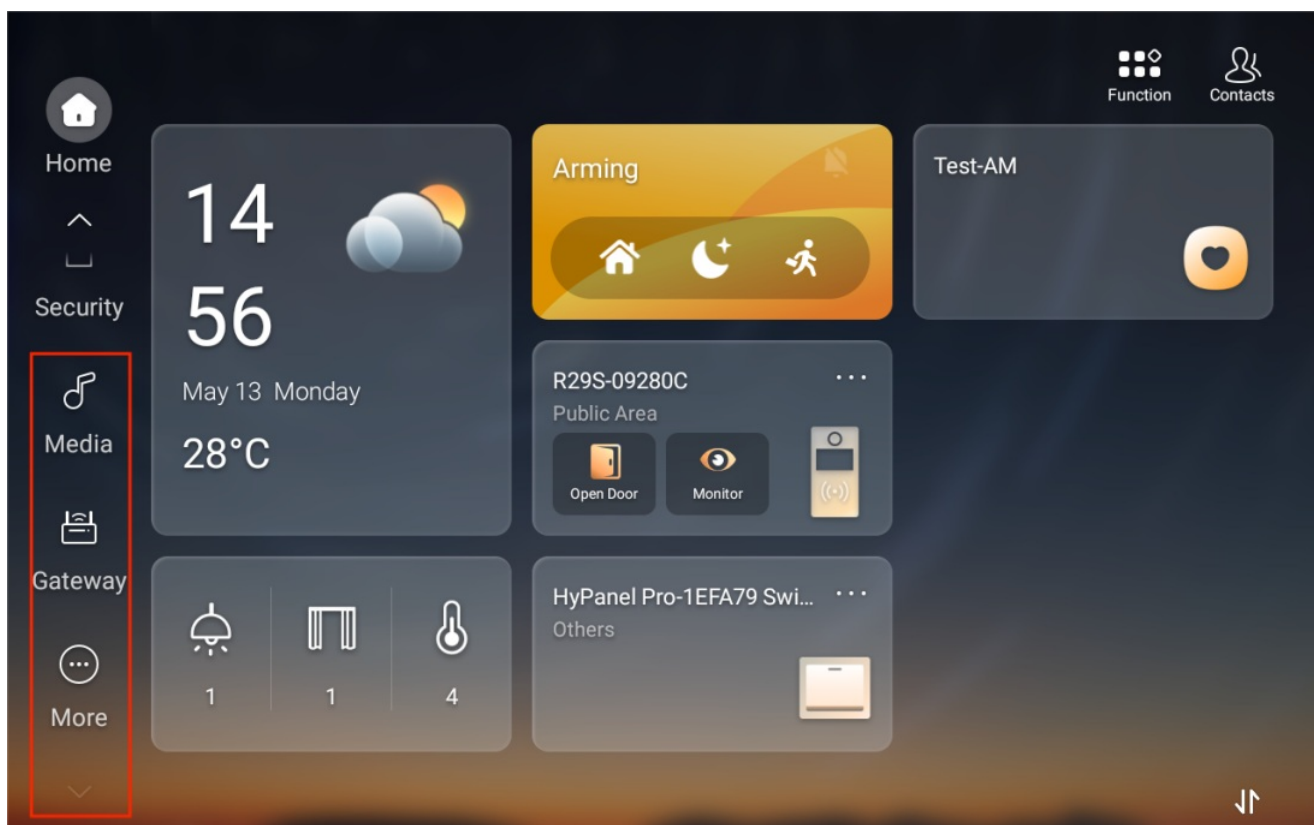 Function
Contacts
Home
Security
Media
Gateway
More
14
56
May 13 Monday
28°C
1
1
4
Arming
R29S-09280C
Public Area
Open Door
Monitor
HyPanel Pro-1EFA79 Swi...
Others
Test-AM